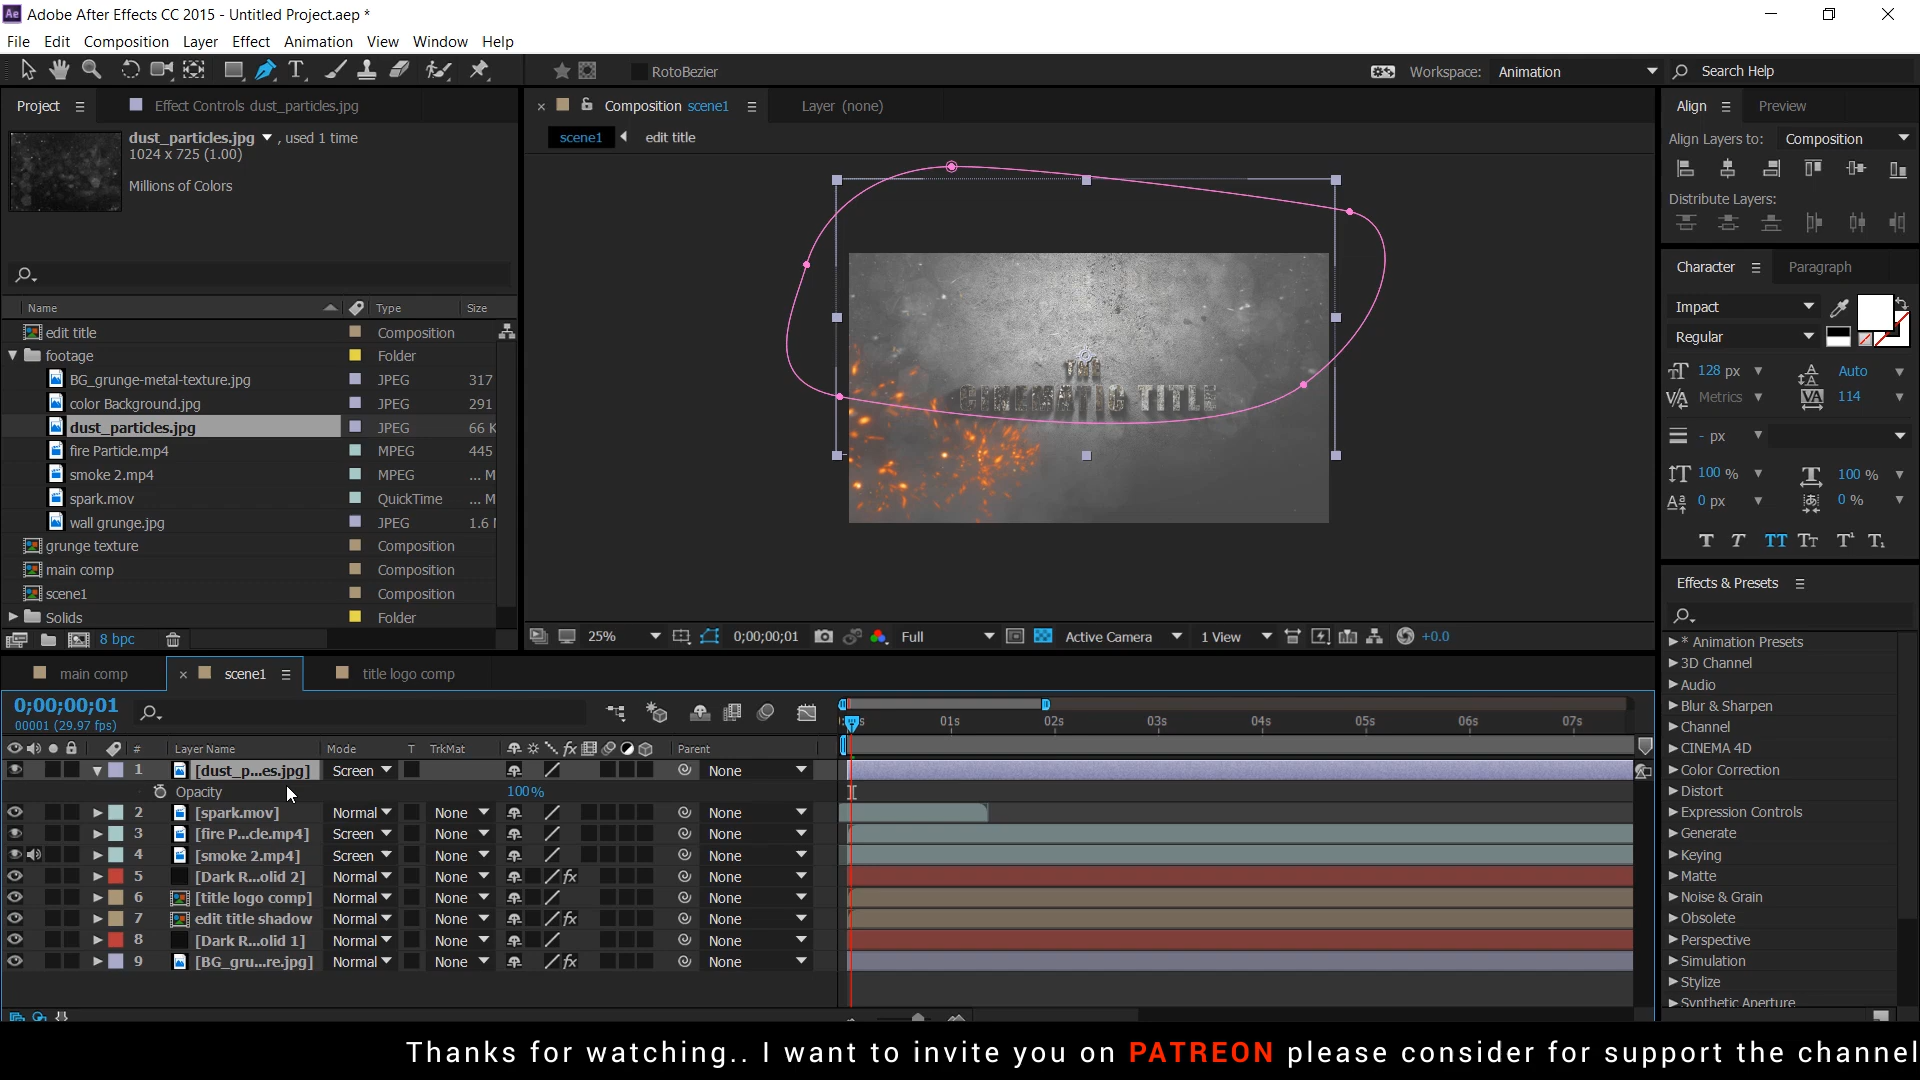 Adobe After Effects CC 2015 - Untitled Project.aep *
File Edit Composition Layer Effect Animation View Window Help
RotoBezier
Workspace: Animation
Search Help
Project
Effect Controls dust_particles.jpg
Composition scene1
Layer (none)
scene1
edit title
dust_particles.jpg , used 1 time
1024 x 725 (1.00)
Millions of Colors
Name Type Size
edit title Composition
footage Folder
BG_grunge-metal-texture.jpg JPEG 317
color Background.jpg JPEG 291
dust_particles.jpg JPEG 66 K
fire Particle.mp4 MPEG 445
smoke 2.mp4 MPEG ... M
spark.mov QuickTime ... M
wall grunge.jpg JPEG 1.6
grunge texture Composition
main comp Composition
scene1 Composition
Solids Folder
8 bpc
THE
CINEMATIC TITLE
25% 0;00;00;01 Full Active Camera 1 View +0.0
Align Preview
Align Layers to: Composition
Distribute Layers:
Character Paragraph
Impact
Regular
128 px Auto
Metrics 114
- px
100 % 100 %
0 px 0 %
T T TT Tt T¹ T₁
Effects & Presets
* Animation Presets
3D Channel
Audio
Blur & Sharpen
Channel
CINEMA 4D
Color Correction
Distort
Expression Controls
Generate
Keying
Matte
Noise & Grain
Obsolete
Perspective
Simulation
Stylize
Synthetic Aperture
main comp scene1 title logo comp
0;00;00;01
00001 (29.97 fps)
01s 02s 03s 04s 05s 06s 07s
# Layer Name Mode T TrkMat Parent
1 [dust_p...es.jpg] Screen None
Opacity 100%
2 [spark.mov] Normal None None
3 [fire P...cle.mp4] Screen None None
4 [smoke 2.mp4] Screen None None
5 [Dark R...olid 2] Normal None None
6 [title logo comp] Normal None None
7 edit title shadow Normal None None
8 [Dark R...olid 1] Normal None None
9 [BG_gru...re.jpg] Normal None None
Thanks for watching.. I want to invite you on PATREON please consider for support the channel